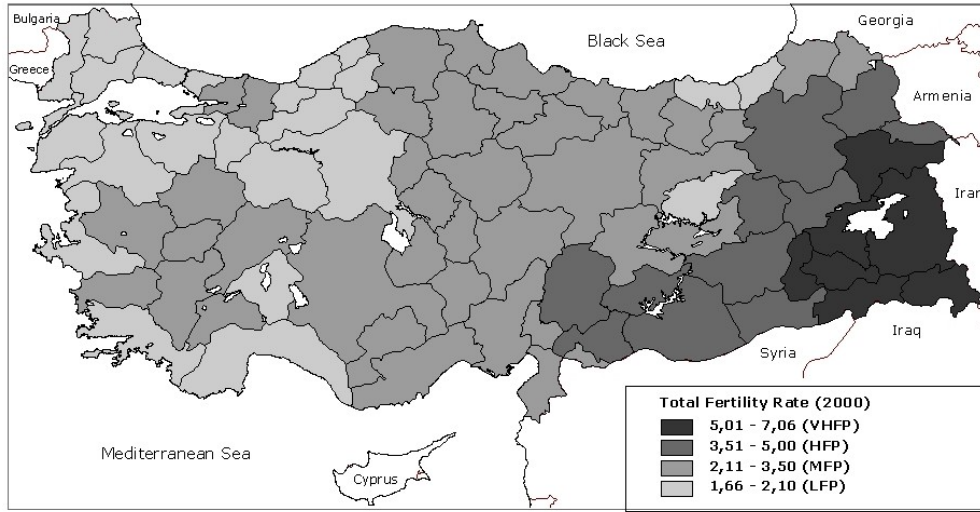 Bulgaria
Black Sea
Georgia
Greece
Armenia
Iran
Iraq
Syria
Mediterranean Sea
Cyprus
Total Fertility Rate (2000)
5,01 - 7,06 (VHFP)
3,51 - 5,00 (HFP)
2,11 - 3,50 (MFP)
1,66 - 2,10 (LFP)